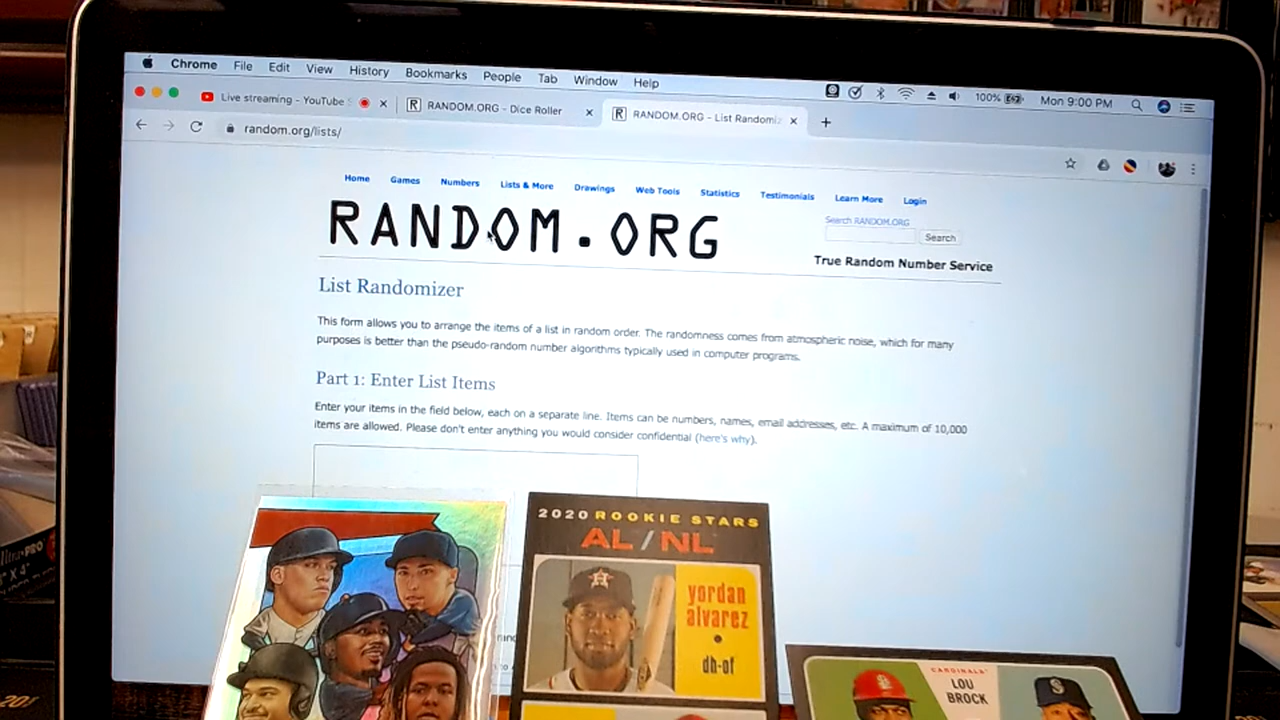 Chrome File Edit View History Bookmarks People Tab Window Help
100% Mon 9:00 PM
Live streaming - YouTube
RANDOM.ORG - Dice Roller
RANDOM.ORG - List Randomiz
random.org/lists/
Home Games Numbers Lists & More Drawings Web Tools Statistics Testimonials Learn More Login
RANDOM.ORG
Search RANDOM.ORG
Search
True Random Number Service
List Randomizer
This form allows you to arrange the items of a list in random order. The randomness comes from atmospheric noise, which for many
purposes is better than the pseudo-random number algorithms typically used in computer programs.
Part 1: Enter List Items
Enter your items in the field below, each on a separate line. Items can be numbers, names, email addresses, etc. A maximum of 10,000
items are allowed. Please don't enter anything you would consider confidential (here's why).
2020 ROOKIE STARS
AL/NL
yordan
alvarez
dh-of
CARDINALS
LOU
BROCK